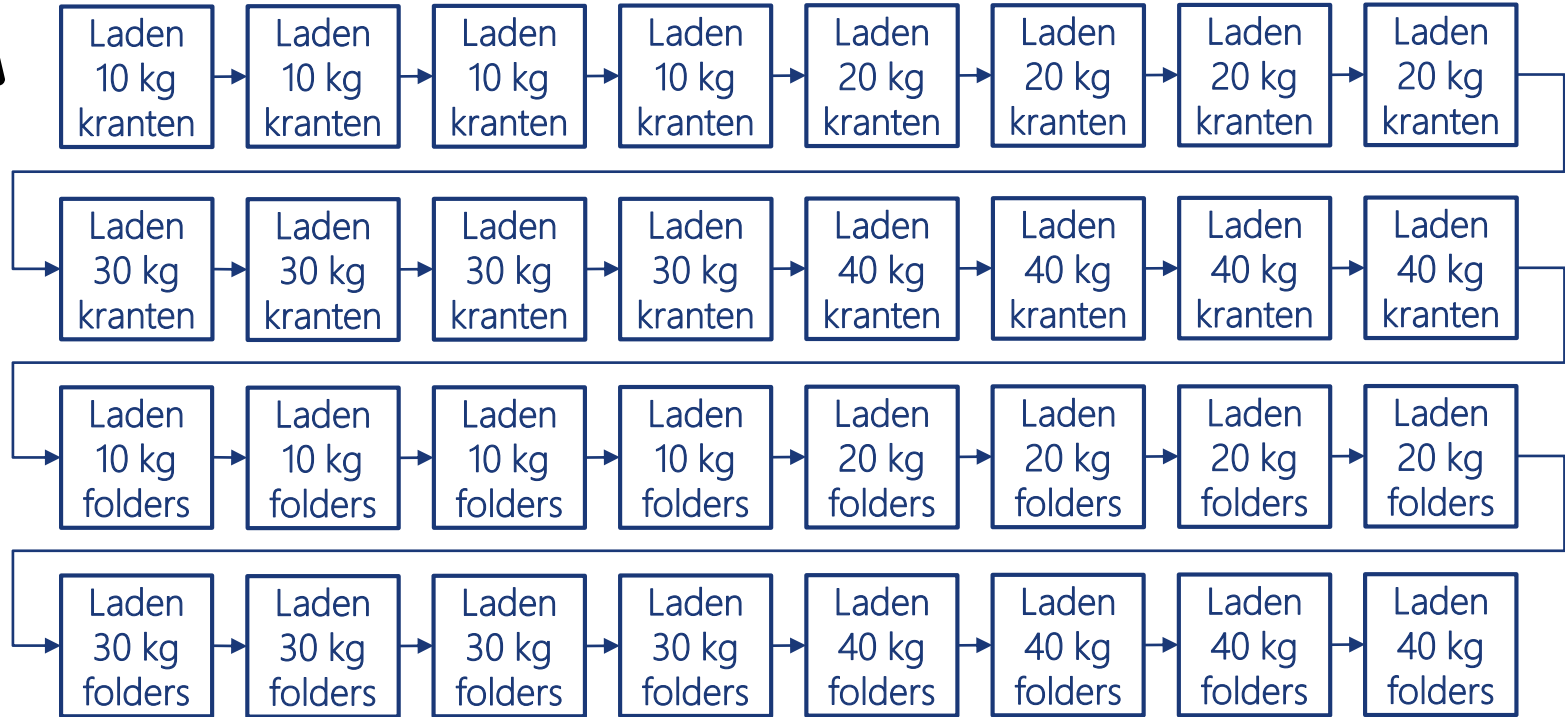 Laden
10 kg
kranten
Laden
10 kg
kranten
Laden
10 kg
kranten
Laden
10 kg
kranten
Laden
20 kg
kranten
Laden
20 kg
kranten
Laden
20 kg
kranten
Laden
20 kg
kranten
Laden
30 kg
kranten
Laden
30 kg
kranten
Laden
30 kg
kranten
Laden
30 kg
kranten
Laden
40 kg
kranten
Laden
40 kg
kranten
Laden
40 kg
kranten
Laden
40 kg
kranten
Laden
10 kg
folders
Laden
10 kg
folders
Laden
10 kg
folders
Laden
10 kg
folders
Laden
20 kg
folders
Laden
20 kg
folders
Laden
20 kg
folders
Laden
20 kg
folders
Laden
30 kg
folders
Laden
30 kg
folders
Laden
30 kg
folders
Laden
30 kg
folders
Laden
40 kg
folders
Laden
40 kg
folders
Laden
40 kg
folders
Laden
40 kg
folders